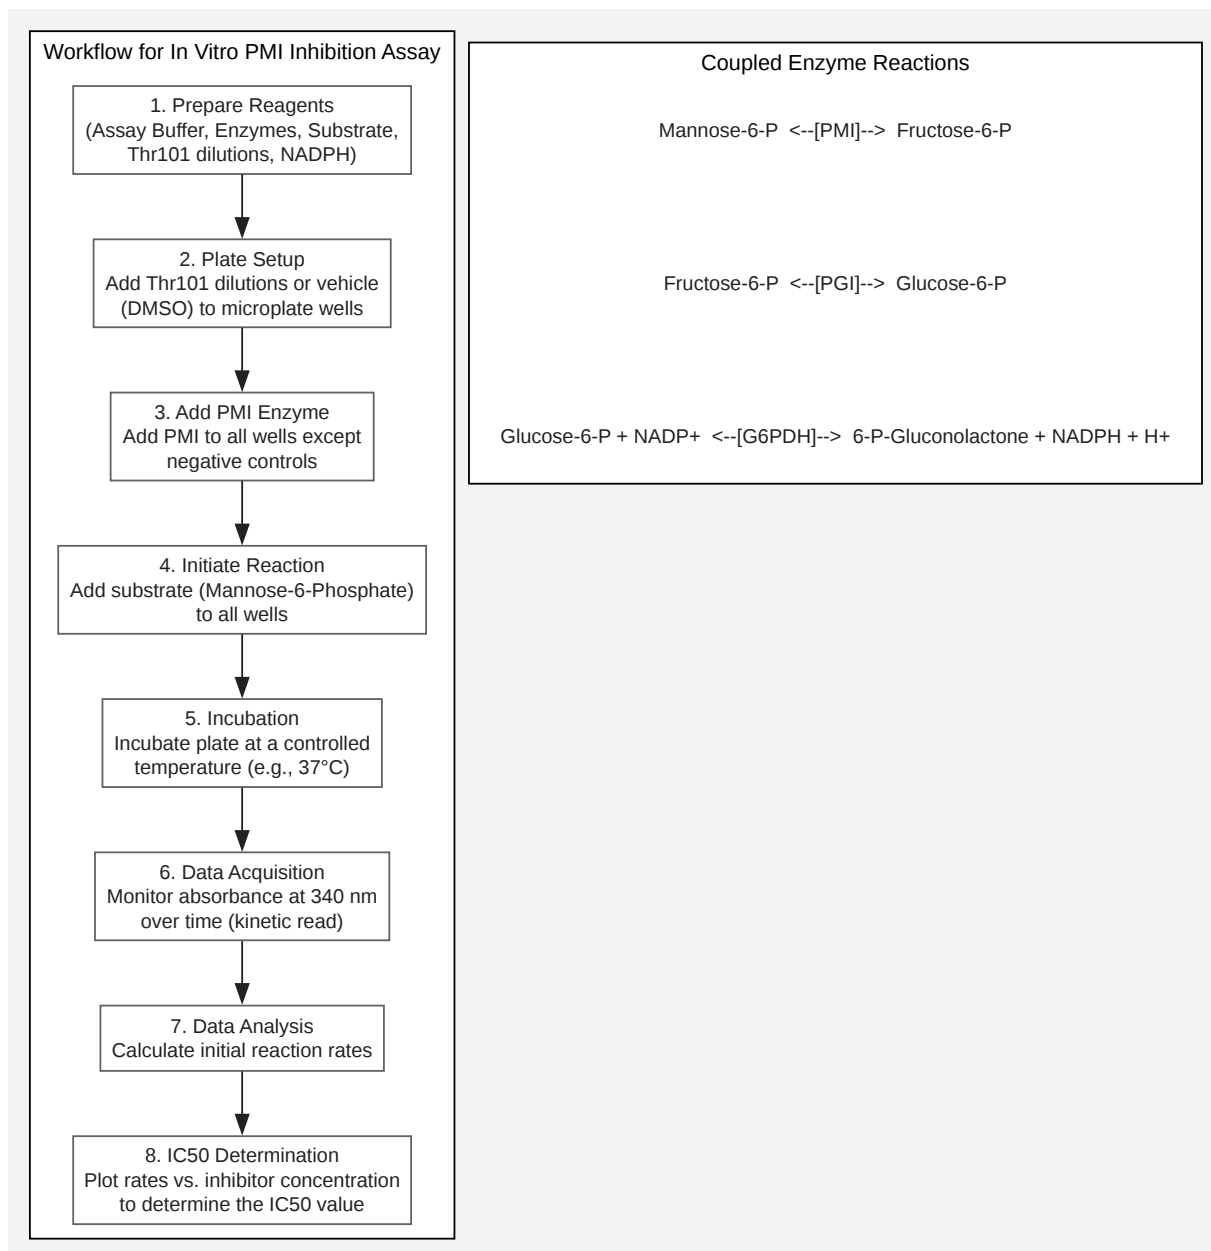 Workflow for In Vitro PMI Inhibition Assay
1. Prepare Reagents
(Assay Buffer, Enzymes, Substrate,
Thr101 dilutions, NADPH)
2. Plate Setup
Add Thr101 dilutions or vehicle
(DMSO) to microplate wells
3. Add PMI Enzyme
Add PMI to all wells except
negative controls
4. Initiate Reaction
Add substrate (Mannose-6-Phosphate)
to all wells
5. Incubation
Incubate plate at a controlled
temperature (e.g., 37°C)
6. Data Acquisition
Monitor absorbance at 340 nm
over time (kinetic read)
7. Data Analysis
Calculate initial reaction rates
8. IC50 Determination
Plot rates vs. inhibitor concentration
to determine the IC50 value
Coupled Enzyme Reactions
Mannose-6-P <--[PMI]--> Fructose-6-P
Fructose-6-P <--[PGI]--> Glucose-6-P
Glucose-6-P + NADP+ <--[G6PDH]--> 6-P-Gluconolactone + NADPH + H+